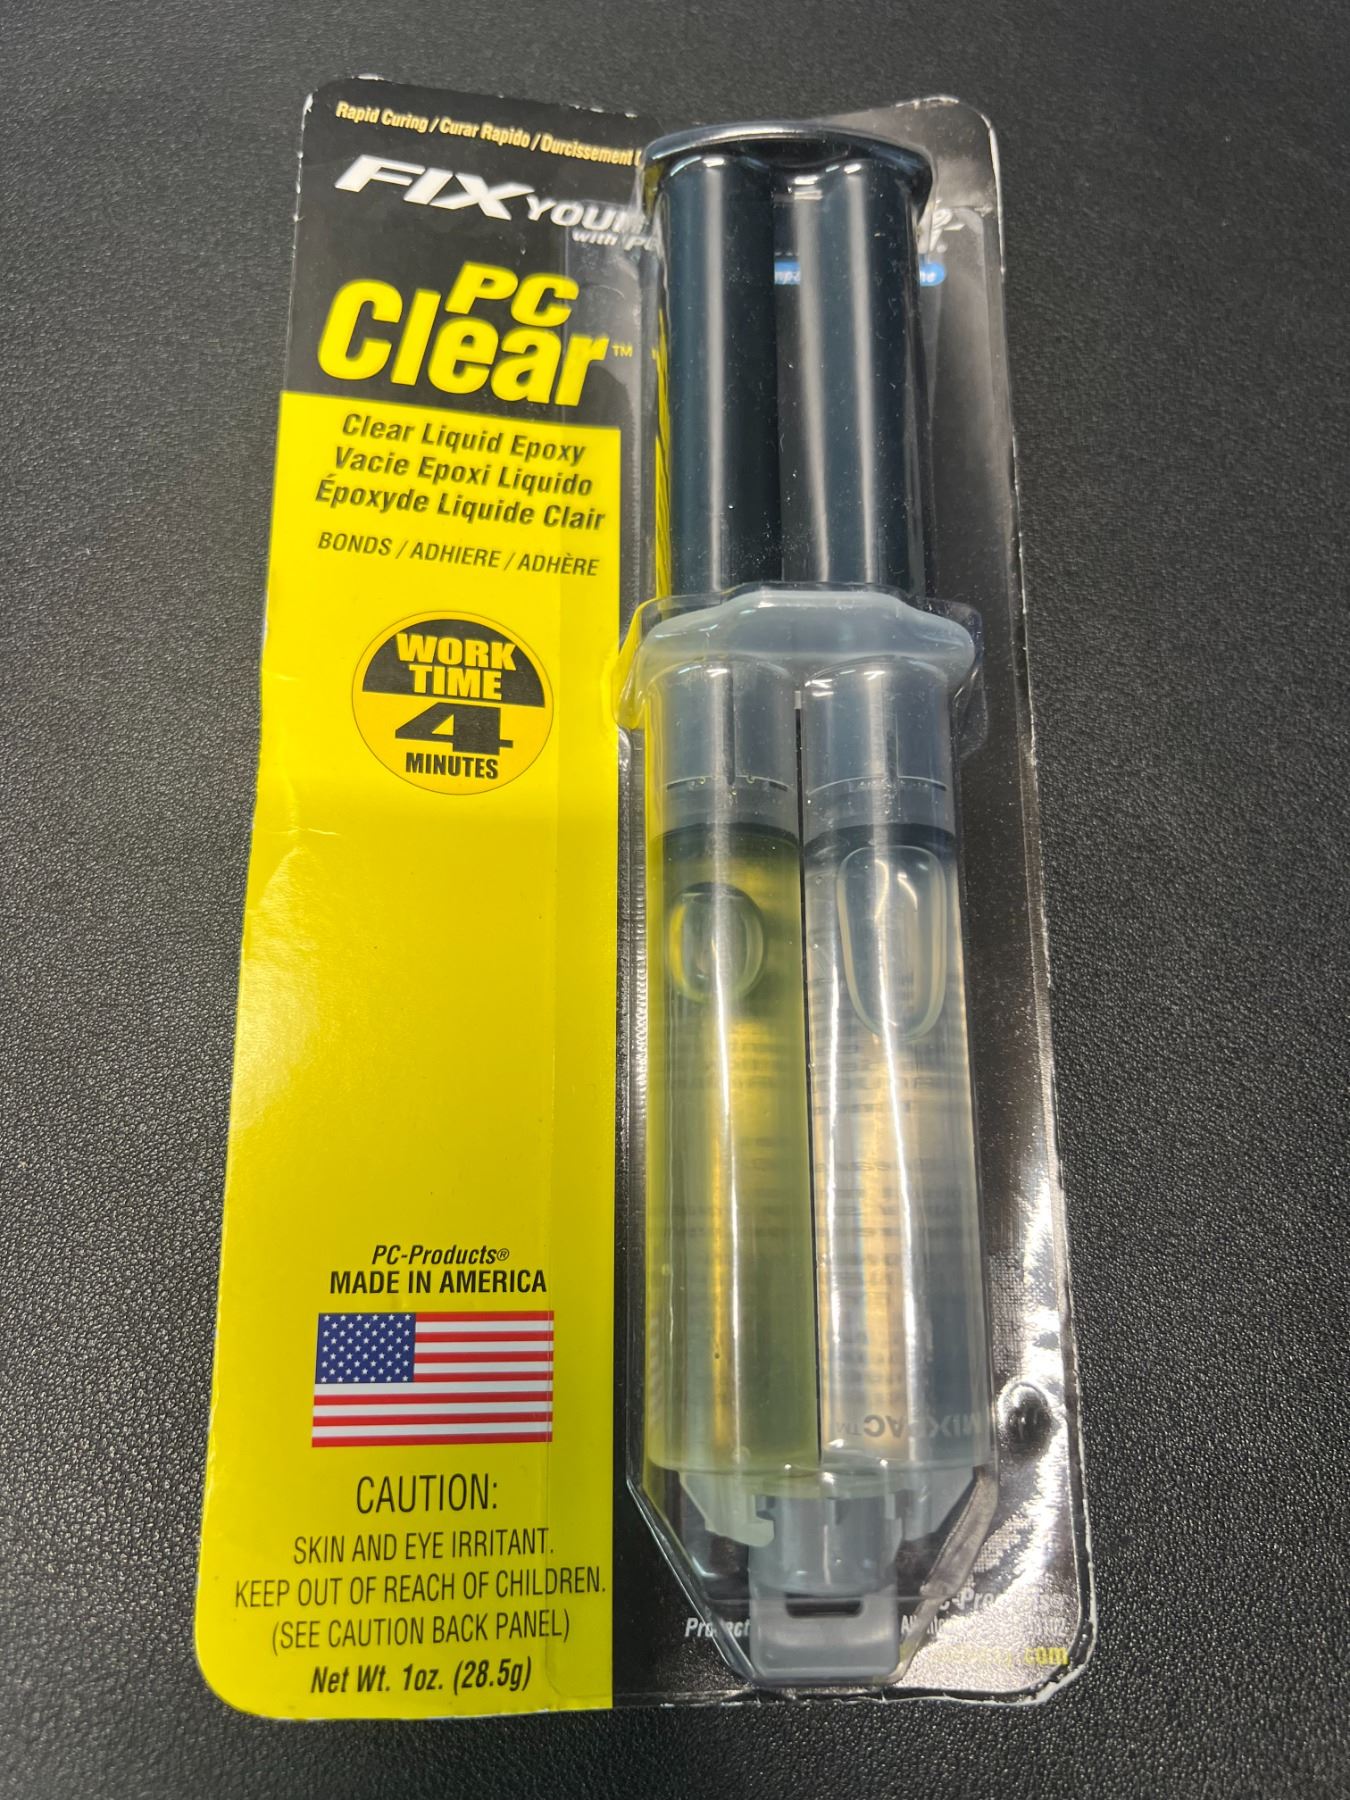 Rapid Curing / Curar Rapido / Durcissement
FIX YOUR
with
PC
Clear™
Clear Liquid Epoxy
Vacie Epoxi Liquido
Époxyde Liquide Clair
BONDS / ADHIERE / ADHÈRE
WORK
TIME
4
MINUTES
PC-Products®
MADE IN AMERICA
CAUTION:
SKIN AND EYE IRRITANT.
KEEP OUT OF REACH OF CHILDREN.
(SEE CAUTION BACK PANEL)
Net Wt. 1oz. (28.5g)